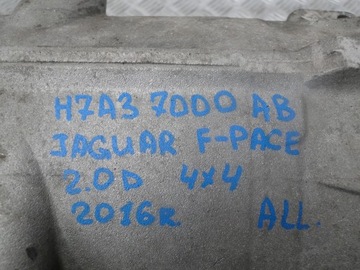 H7A3 7000 AB
JAGUAR F-PACE
2.0D 4x4
2016R ALL.